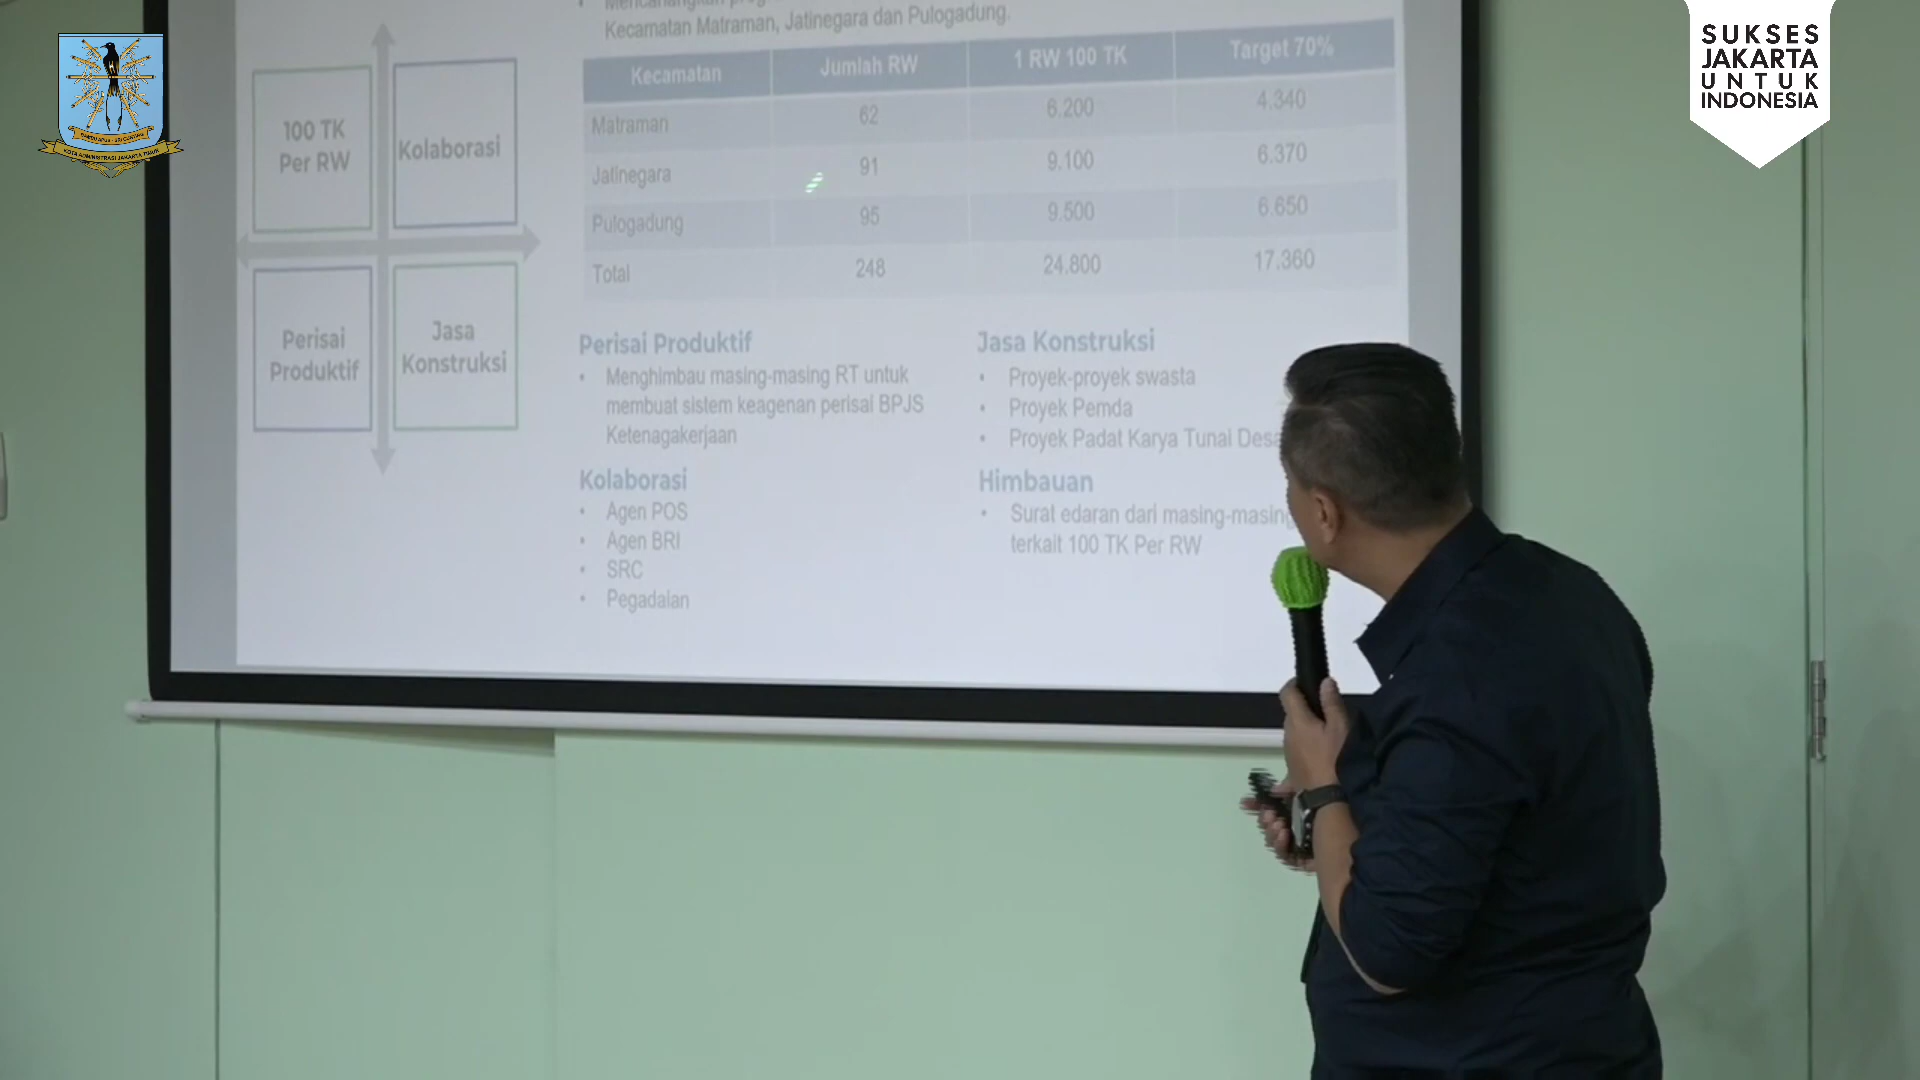 SUKSES
JAKARTA
UNTUK
INDONESIA
KOTA ADMINISTRASI JAKARTA TIMUR
Kecamatan Matraman, Jatinegara dan Pulogadung.
Kecamatan Jumlah RW 1 RW 100 TK Target 70%
Matraman 62 6.200 4.340
Jatinegara 91 9.100 6.370
Pulogadung 95 9.500 6.650
Total 248 24.800 17.360
100 TK
Per RW
Kolaborasi
Perisai
Produktif
Jasa
Konstruksi
Perisai Produktif
• Menghimbau masing-masing RT untuk
membuat sistem keagenan perisai BPJS
Ketenagakerjaan
Kolaborasi
• Agen POS
• Agen BRI
• SRC
• Pegadaian
Jasa Konstruksi
• Proyek-proyek swasta
• Proyek Pemda
• Proyek Padat Karya Tunai Desa
Himbauan
• Surat edaran dari masing-masing
terkait 100 TK Per RW